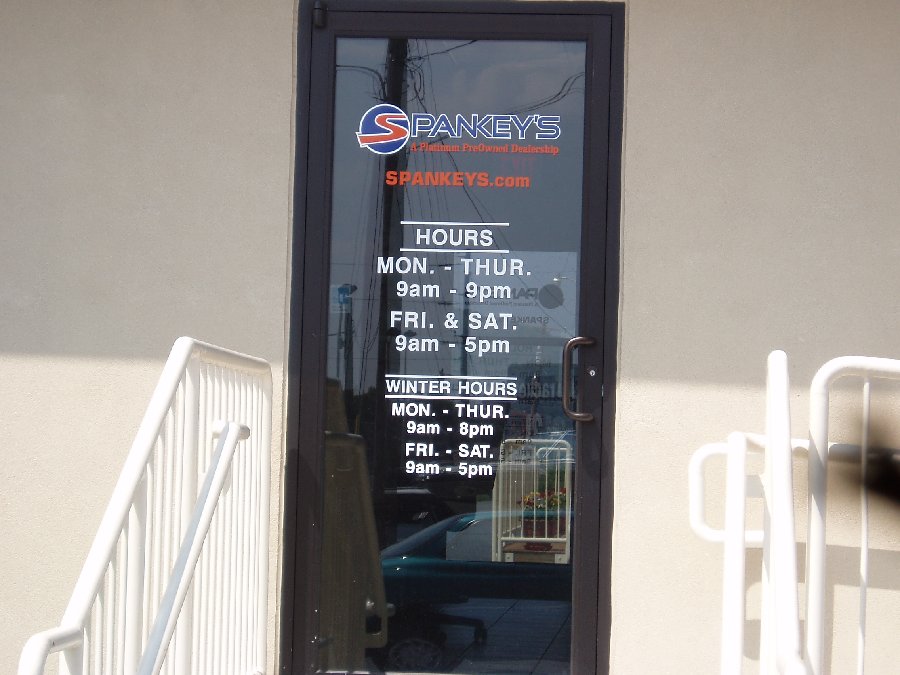 SPANKEY'S
A Platinum PreOwned Dealership
SPANKEYS.com
HOURS
MON. - THUR.
9am - 9pm
FRI. & SAT.
9am - 5pm
WINTER HOURS
MON. - THUR.
9am - 8pm
FRI. - SAT.
9am - 5pm